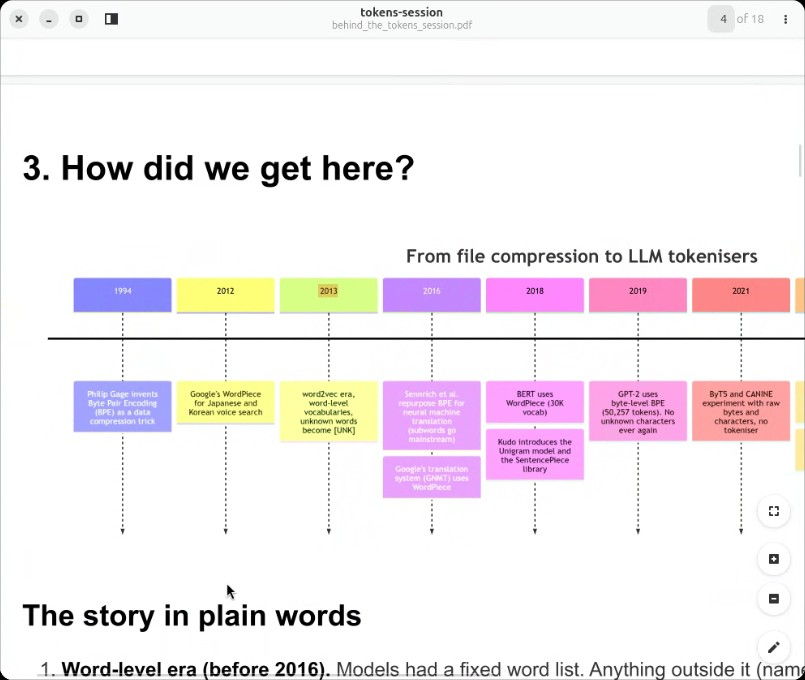 tokens-session
behind_the_tokens_session.pdf
4 of 18
3. How did we get here?
From file compression to LLM tokenisers
1994
2012
2013
2016
2018
2019
2021
Philip Gage invents
Byte Pair Encoding
(BPE) as a data
compression trick
Google's WordPiece
for Japanese and
Korean voice search
word2vec era,
word-level
vocabularies,
unknown words
become [UNK]
Sennrich et al.
repurpose BPE for
neural machine
translation
(subwords go
mainstream)
Google's translation
system (GNMT) uses
WordPiece
BERT uses
WordPiece (30K
vocab)
Kudo introduces the
Unigram model and
the SentencePiece
library
GPT-2 uses
byte-level BPE
(50,257 tokens). No
unknown characters
ever again
ByT5 and CANINE
experiment with raw
bytes and
characters, no
tokeniser
The story in plain words
1. Word-level era (before 2016). Models had a fixed word list. Anything outside it (name